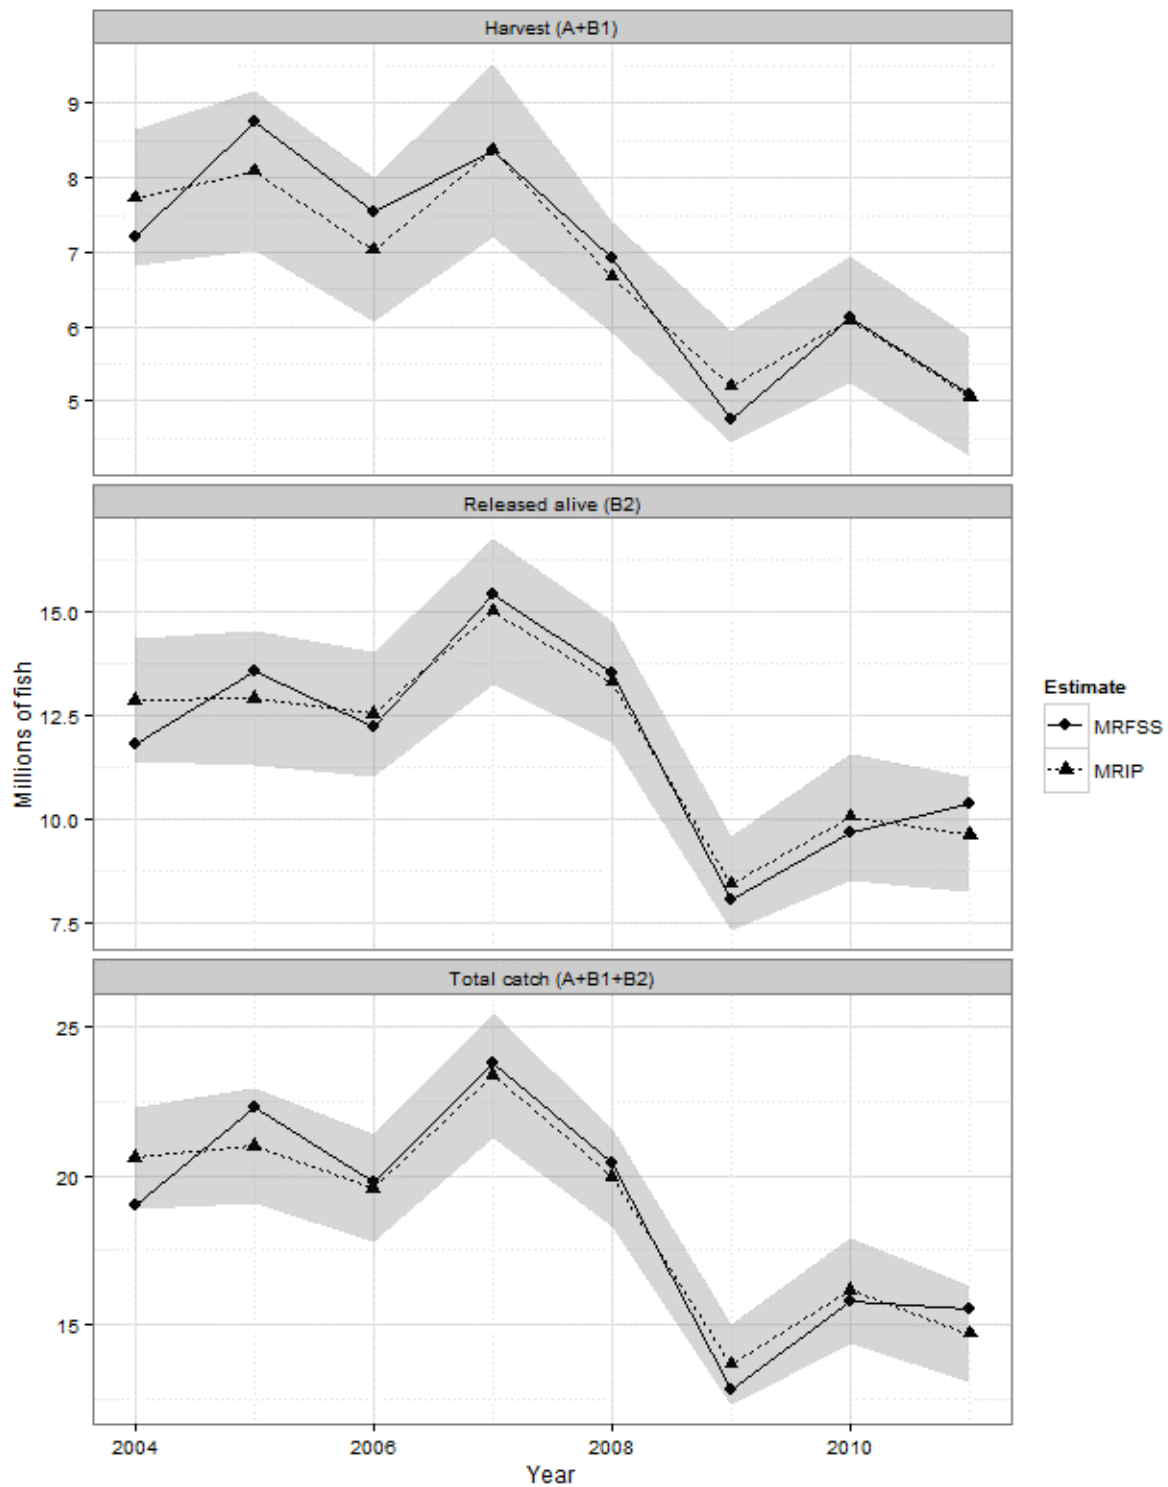 Harvest (A+B1)
9
8
7
6
5
Released alive (B2)
15.0
12.5
10.0
7.5
Millions of fish
Estimate
MRFSS
MRIP
Total catch (A+B1+B2)
25
20
15
2004 2006 2008 2010
Year